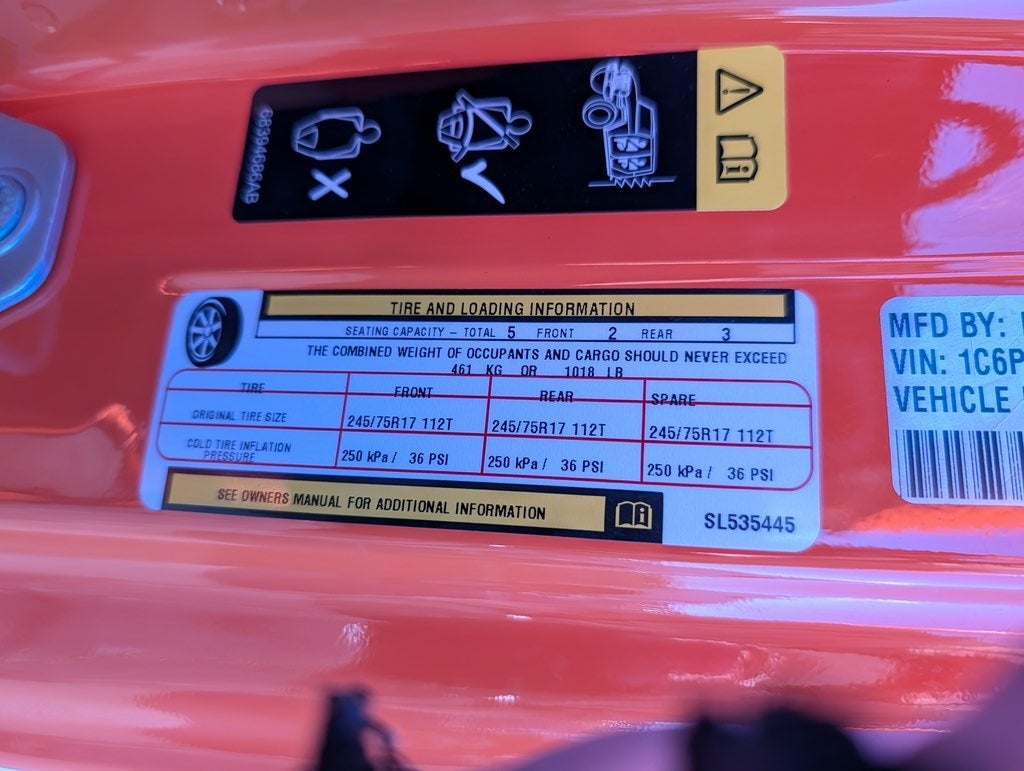 68394686AB
TIRE AND LOADING INFORMATION
SEATING CAPACITY – TOTAL 5 FRONT 2 REAR 3
THE COMBINED WEIGHT OF OCCUPANTS AND CARGO SHOULD NEVER EXCEED
461 KG OR 1018 LB
TIRE FRONT REAR SPARE
ORIGINAL TIRE SIZE 245/75R17 112T 245/75R17 112T 245/75R17 112T
COLD TIRE INFLATION
PRESSURE 250 kPa / 36 PSI 250 kPa / 36 PSI 250 kPa / 36 PSI
SEE OWNERS MANUAL FOR ADDITIONAL INFORMATION
SL535445
MFD BY:
VIN: 1C6P
VEHICLE